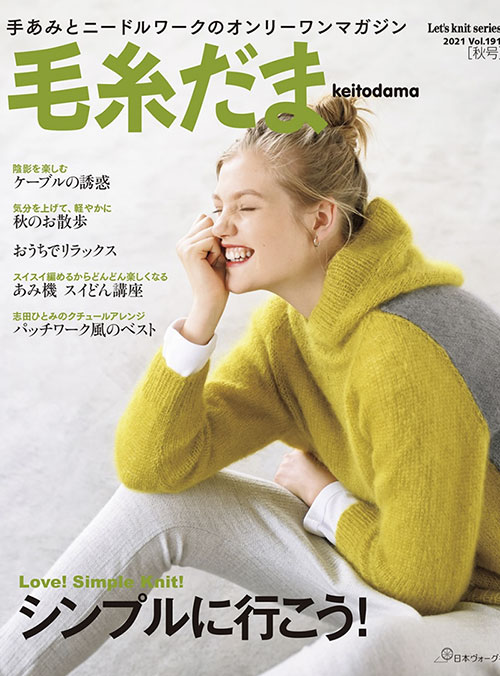 手あみとニードルワークのオンリーワンマガジン
Let's knit series
2021 Vol.191
[秋号]
毛糸だま
keitodama
陰影を楽しむ
ケーブルの誘惑
気分を上げて、軽やかに
秋のお散歩
おうちでリラックス
スイスイ編めるからどんどん楽しくなる
あみ機 スイどん講座
志田ひとみのクチュールアレンジ
パッチワーク風のベスト
Love! Simple Knit!
シンプルに行こう!
日本ヴォーグ